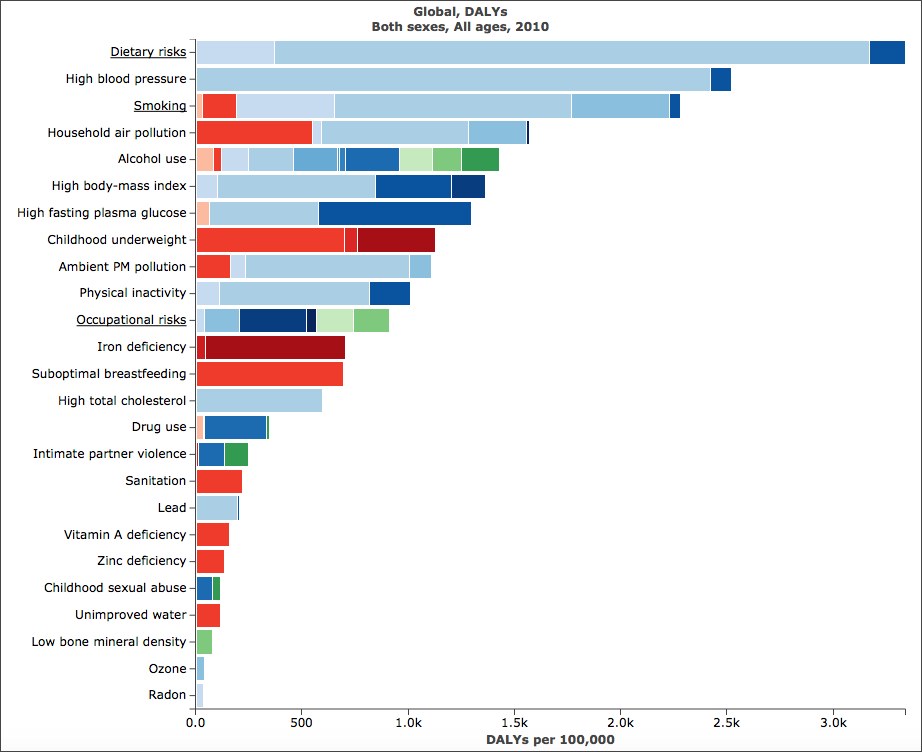 Global, DALYs
Both sexes, All ages, 2010
Dietary risks
High blood pressure
Smoking
Household air pollution
Alcohol use
High body-mass index
High fasting plasma glucose
Childhood underweight
Ambient PM pollution
Physical inactivity
Occupational risks
Iron deficiency
Suboptimal breastfeeding
High total cholesterol
Drug use
Intimate partner violence
Sanitation
Lead
Vitamin A deficiency
Zinc deficiency
Childhood sexual abuse
Unimproved water
Low bone mineral density
Ozone
Radon
0.0 500 1.0k 1.5k 2.0k 2.5k 3.0k
DALYs per 100,000